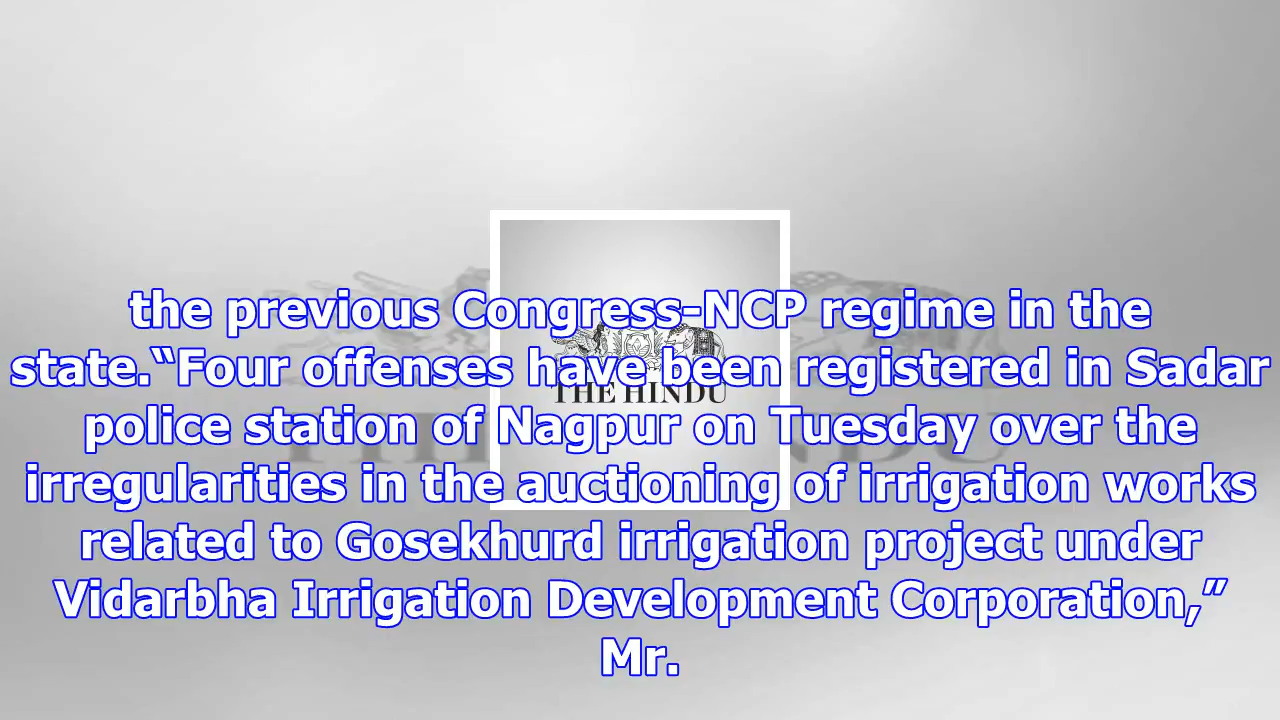 the previous Congress-NCP regime in the
state.“Four offenses have been registered in Sadar
THE HINDU
police station of Nagpur on Tuesday over the
irregularities in the auctioning of irrigation works
related to Gosekhurd irrigation project under
Vidarbha Irrigation Development Corporation,”
Mr.